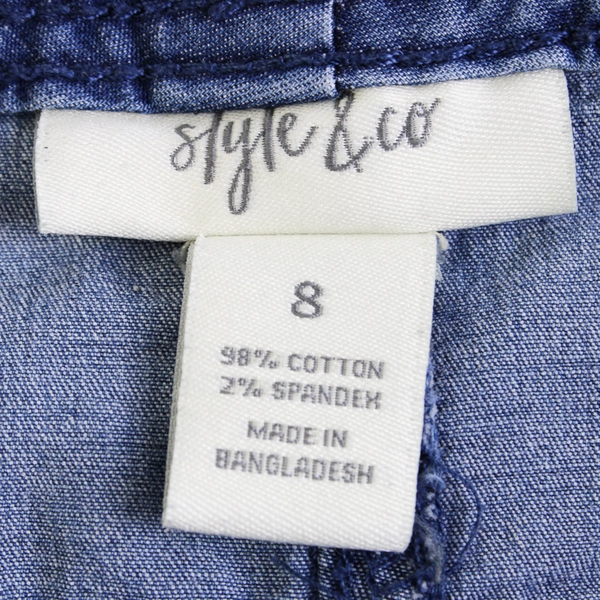 style & co
8
98% COTTON
2% SPANDEX
MADE IN
BANGLADESH